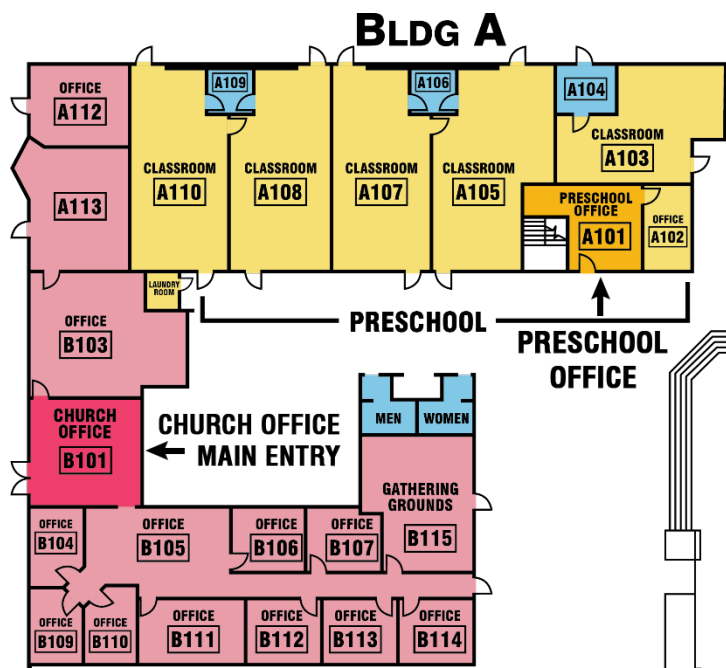 BLDG A
OFFICE
A112
A109
A106
A104
CLASSROOM
A110
CLASSROOM
A108
CLASSROOM
A107
CLASSROOM
A105
CLASSROOM
A103
A113
PRESCHOOL
OFFICE
A101
OFFICE
A102
LAUNDRY
ROOM
PRESCHOOL
PRESCHOOL
OFFICE
OFFICE
B103
CHURCH
OFFICE
B101
CHURCH OFFICE
MAIN ENTRY
MEN
WOMEN
GATHERING
GROUNDS
B115
OFFICE
B104
OFFICE
B105
OFFICE
B106
OFFICE
B107
OFFICE
B109
OFFICE
B110
OFFICE
B111
OFFICE
B112
OFFICE
B113
OFFICE
B114